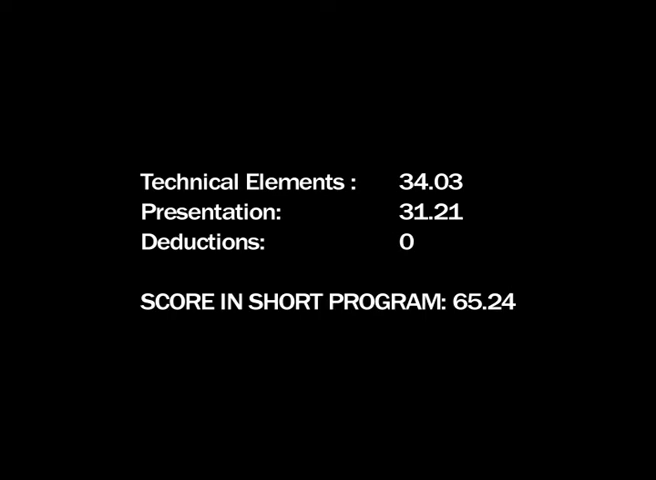 Technical Elements : 34.03
Presentation: 31.21
Deductions: 0
SCORE IN SHORT PROGRAM: 65.24